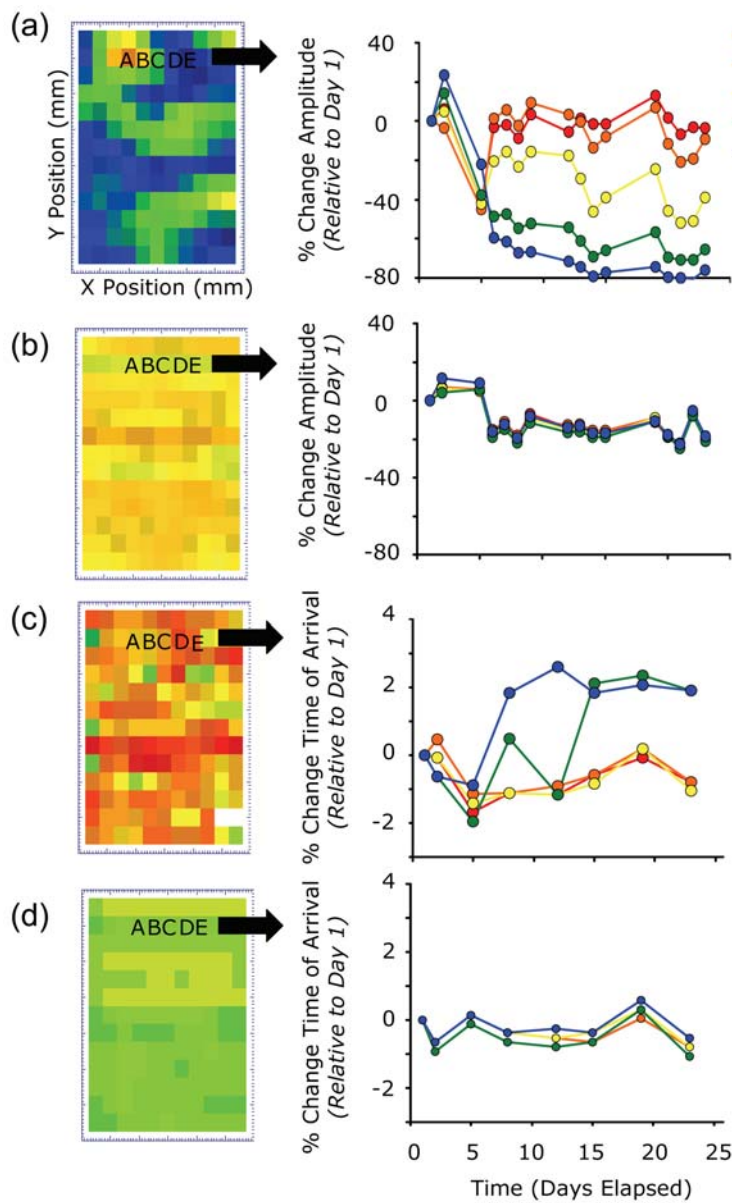 (a)
Y Position (mm)
ABCDE
X Position (mm)
% Change Amplitude
(Relative to Day 1)
40
0
-40
-80
(b)
ABCDE
% Change Amplitude
(Relative to Day 1)
40
0
-40
-80
(c)
ABCDE
% Change Time of Arrival
(Relative to Day 1)
4
2
0
-2
(d)
ABCDE
% Change Time of Arrival
(Relative to Day 1)
4
2
0
-2
0 5 10 15 20 25
Time (Days Elapsed)